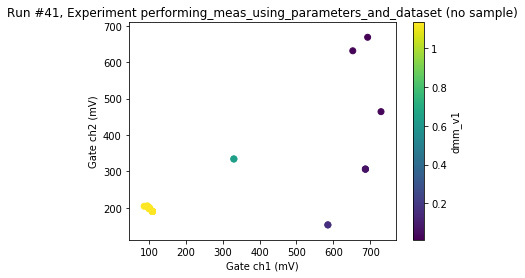 Run #41, Experiment performing_meas_using_parameters_and_dataset (no sample)
700
600
500
400
300
200
Gate ch2 (mV)
100 200 300 400 500 600 700
Gate ch1 (mV)
1
0.8
0.6
0.4
0.2
dmm_v1